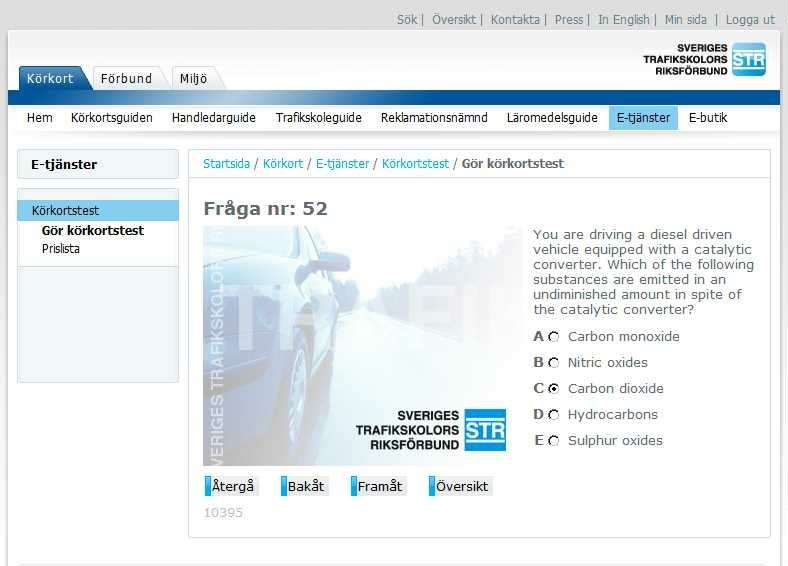 Sök | Översikt | Kontakta | Press | In English | Min sida | Logga ut
SVERIGES
TRAFIKSKOLORS
RIKSFÖRBUND
STR
Körkort Förbund Miljö
Hem Körkortsguiden Handledarguide Trafikskoleguide Reklamationsnämnd Läromedelsguide E-tjänster E-butik
E-tjänster
Körkortstest
Gör körkortstest
Prislista
Startsida / Körkort / E-tjänster / Körkortstest / Gör körkortstest
Fråga nr: 52
SVERIGES TRAFIKSKOLOR
TRAFI
SVERIGES
TRAFIKSKOLORS
RIKSFÖRBUND
STR
You are driving a diesel driven
vehicle equipped with a catalytic
converter. Which of the following
substances are emitted in an
undiminished amount in spite of
the catalytic converter?
A Carbon monoxide
B Nitric oxides
C Carbon dioxide
D Hydrocarbons
E Sulphur oxides
Återgå Bakåt Framåt Översikt
10395